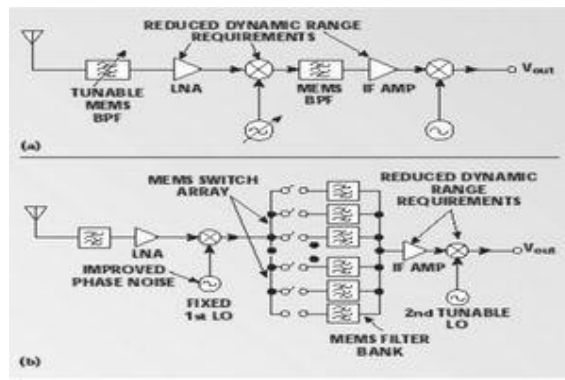 REDUCED DYNAMIC RANGE
REQUIREMENTS
TUNABLE
MEMS
BPF
LNA
MEMS
BPF
IF AMP
Vout
(a)
MEMS SWITCH
ARRAY
REDUCED DYNAMIC
RANGE
REQUIREMENTS
LNA
IMPROVED
PHASE NOISE
FIXED
1st LO
IF AMP
Vout
2nd TUNABLE
LO
MEMS FILTER
BANK
(b)